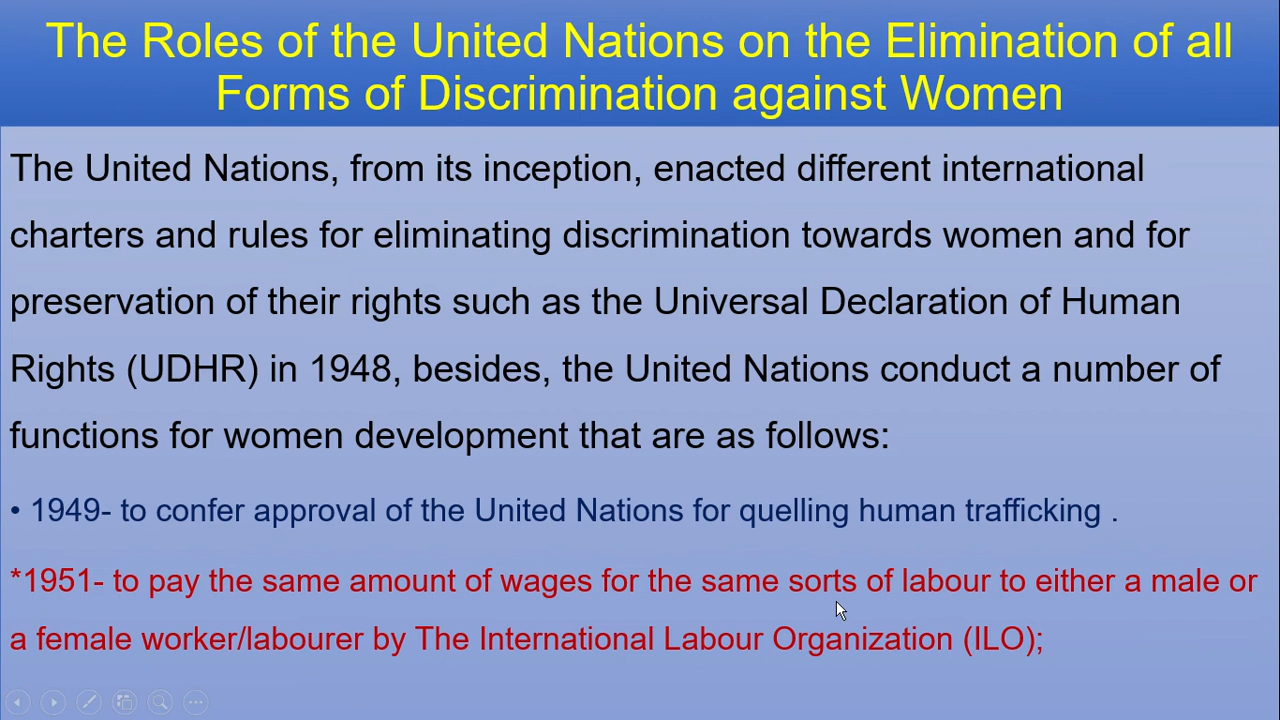 The Roles of the United Nations on the Elimination of all
Forms of Discrimination against Women
The United Nations, from its inception, enacted different international
charters and rules for eliminating discrimination towards women and for
preservation of their rights such as the Universal Declaration of Human
Rights (UDHR) in 1948, besides, the United Nations conduct a number of
functions for women development that are as follows:
• 1949- to confer approval of the United Nations for quelling human trafficking .
*1951- to pay the same amount of wages for the same sorts of labour to either a male or
a female worker/labourer by The International Labour Organization (ILO);